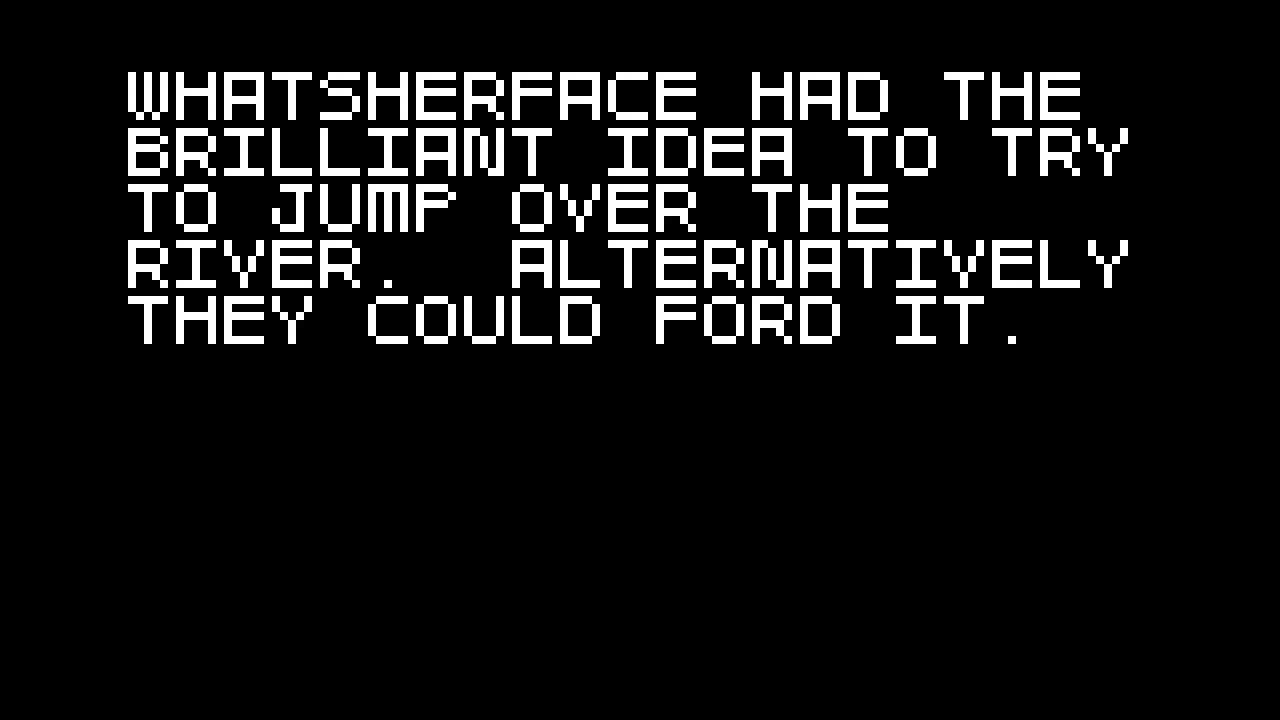 WHATSHERFACE HAD THE
BRILLIANT IDEA TO TRY
TO JUMP OVER THE
RIVER.  ALTERNATIVELY
THEY COULD FORD IT.